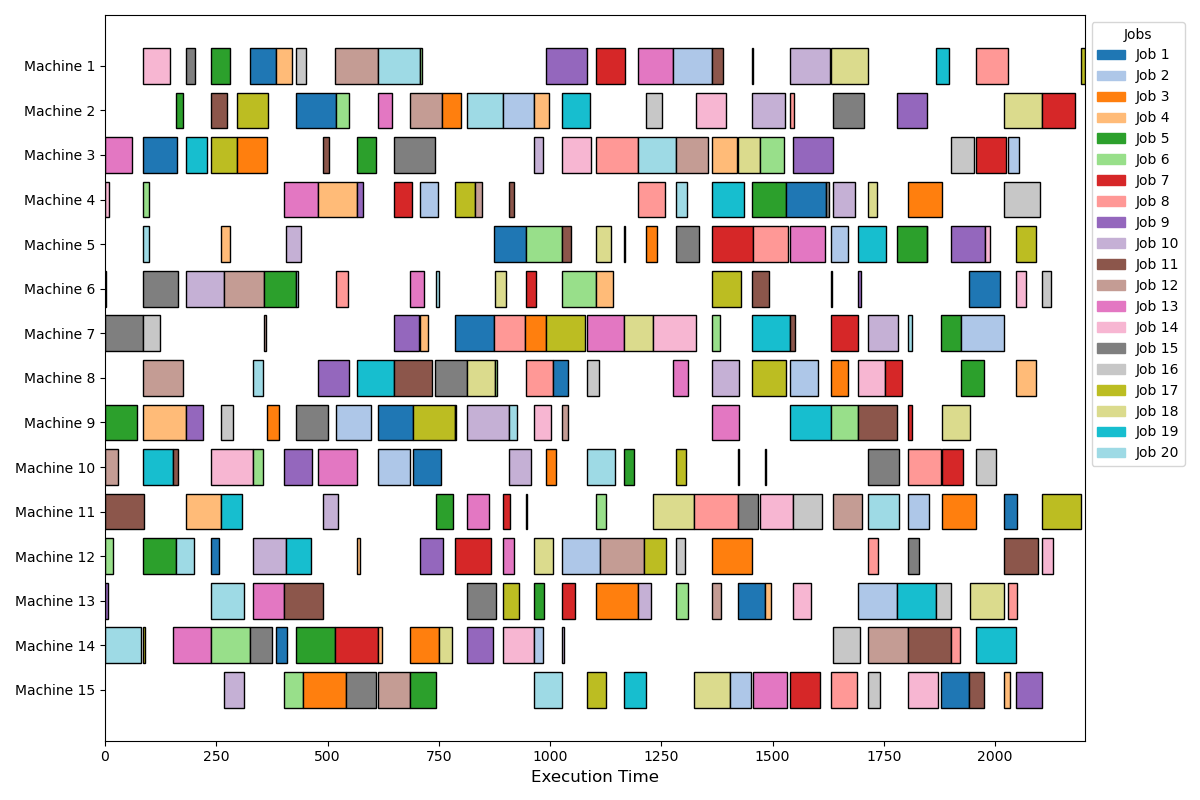 Machine 1
Machine 2
Machine 3
Machine 4
Machine 5
Machine 6
Machine 7
Machine 8
Machine 9
Machine 10
Machine 11
Machine 12
Machine 13
Machine 14
Machine 15
0 250 500 750 1000 1250 1500 1750 2000
Execution Time
Jobs
Job 1
Job 2
Job 3
Job 4
Job 5
Job 6
Job 7
Job 8
Job 9
Job 10
Job 11
Job 12
Job 13
Job 14
Job 15
Job 16
Job 17
Job 18
Job 19
Job 20